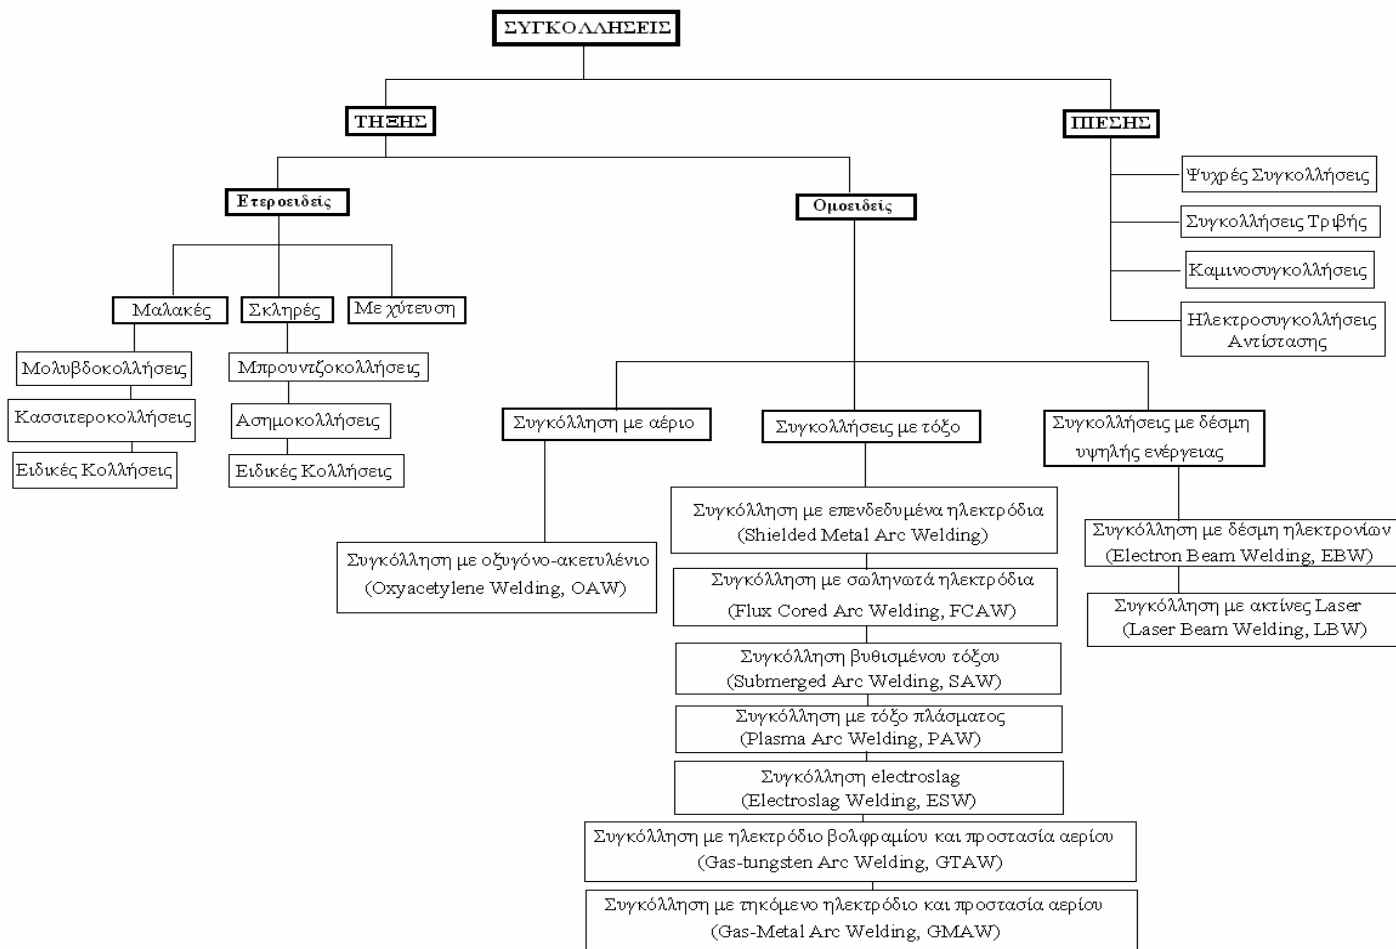 ΣΥΓΚΟΛΛΗΣΕΙΣ
ΤΗΞΗΣ
ΠΙΕΣΗΣ
Ετεροειδείς
Ομοειδείς
Ψυχρές Συγκολλήσεις
Συγκολλήσεις Τριβής
Καμινοσυγκολλήσεις
Ηλεκτροσυγκολλήσεις
Αντίστασης
Μαλακές
Σκληρές
Με χύτευση
Μολυβδοκολλήσεις
Κασσιτεροκολλήσεις
Ειδικές Κολλήσεις
Μπρουντζοκολλήσεις
Ασημοκολλήσεις
Ειδικές Κολλήσεις
Συγκόλληση με αέριο
Συγκολλήσεις με τόξο
Συγκολλήσεις με δέσμη
υψηλής ενέργειας
Συγκόλληση με οξυγόνο-ακετυλένιο
(Oxyacetylene Welding, OAW)
Συγκόλληση με επενδεδυμένα ηλεκτρόδια
(Shielded Metal Arc Welding)
Συγκόλληση με σωληνωτά ηλεκτρόδια
(Flux Cored Arc Welding, FCAW)
Συγκόλληση βυθισμένου τόξου
(Submerged Arc Welding, SAW)
Συγκόλληση με τόξο πλάσματος
(Plasma Arc Welding, PAW)
Συγκόλληση electroslag
(Electroslag Welding, ESW)
Συγκόλληση με ηλεκτρόδιο βολφραμίου και προστασία αερίου
(Gas-tungsten Arc Welding, GTAW)
Συγκόλληση με τηκόμενο ηλεκτρόδιο και προστασία αερίου
(Gas-Metal Arc Welding, GMAW)
Συγκόλληση με δέσμη ηλεκτρονίων
(Electron Beam Welding, EBW)
Συγκόλληση με ακτίνες Laser
(Laser Beam Welding, LBW)